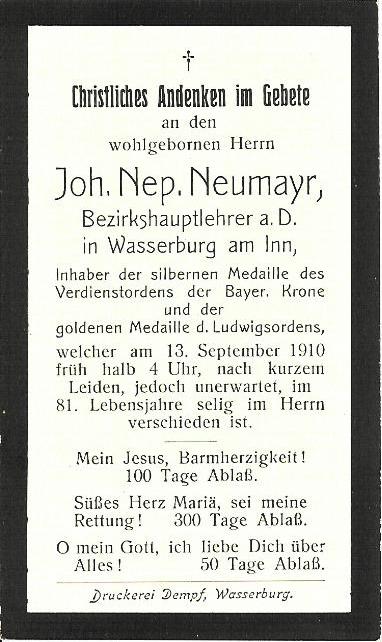 Christliches Andenken im Gebete
an den
wohlgebornen Herrn
Joh. Nep. Neumayr,
Bezirkshauptlehrer a. D.
in Wasserburg am Inn,
Inhaber der silbernen Medaille des
Verdienstordens der Bayer. Krone
und der
goldenen Medaille d. Ludwigsordens,
welcher am 13. September 1910
früh halb 4 Uhr, nach kurzem
Leiden, jedoch unerwartet, im
81. Lebensjahre selig im Herrn
verschieden ist.
Mein Jesus, Barmherzigkeit!
100 Tage Ablaß.
Süßes Herz Mariä, sei meine
Rettung! 300 Tage Ablaß.
O mein Gott, ich liebe Dich über
Alles! 50 Tage Ablaß.
Druckerei Dempf, Wasserburg.